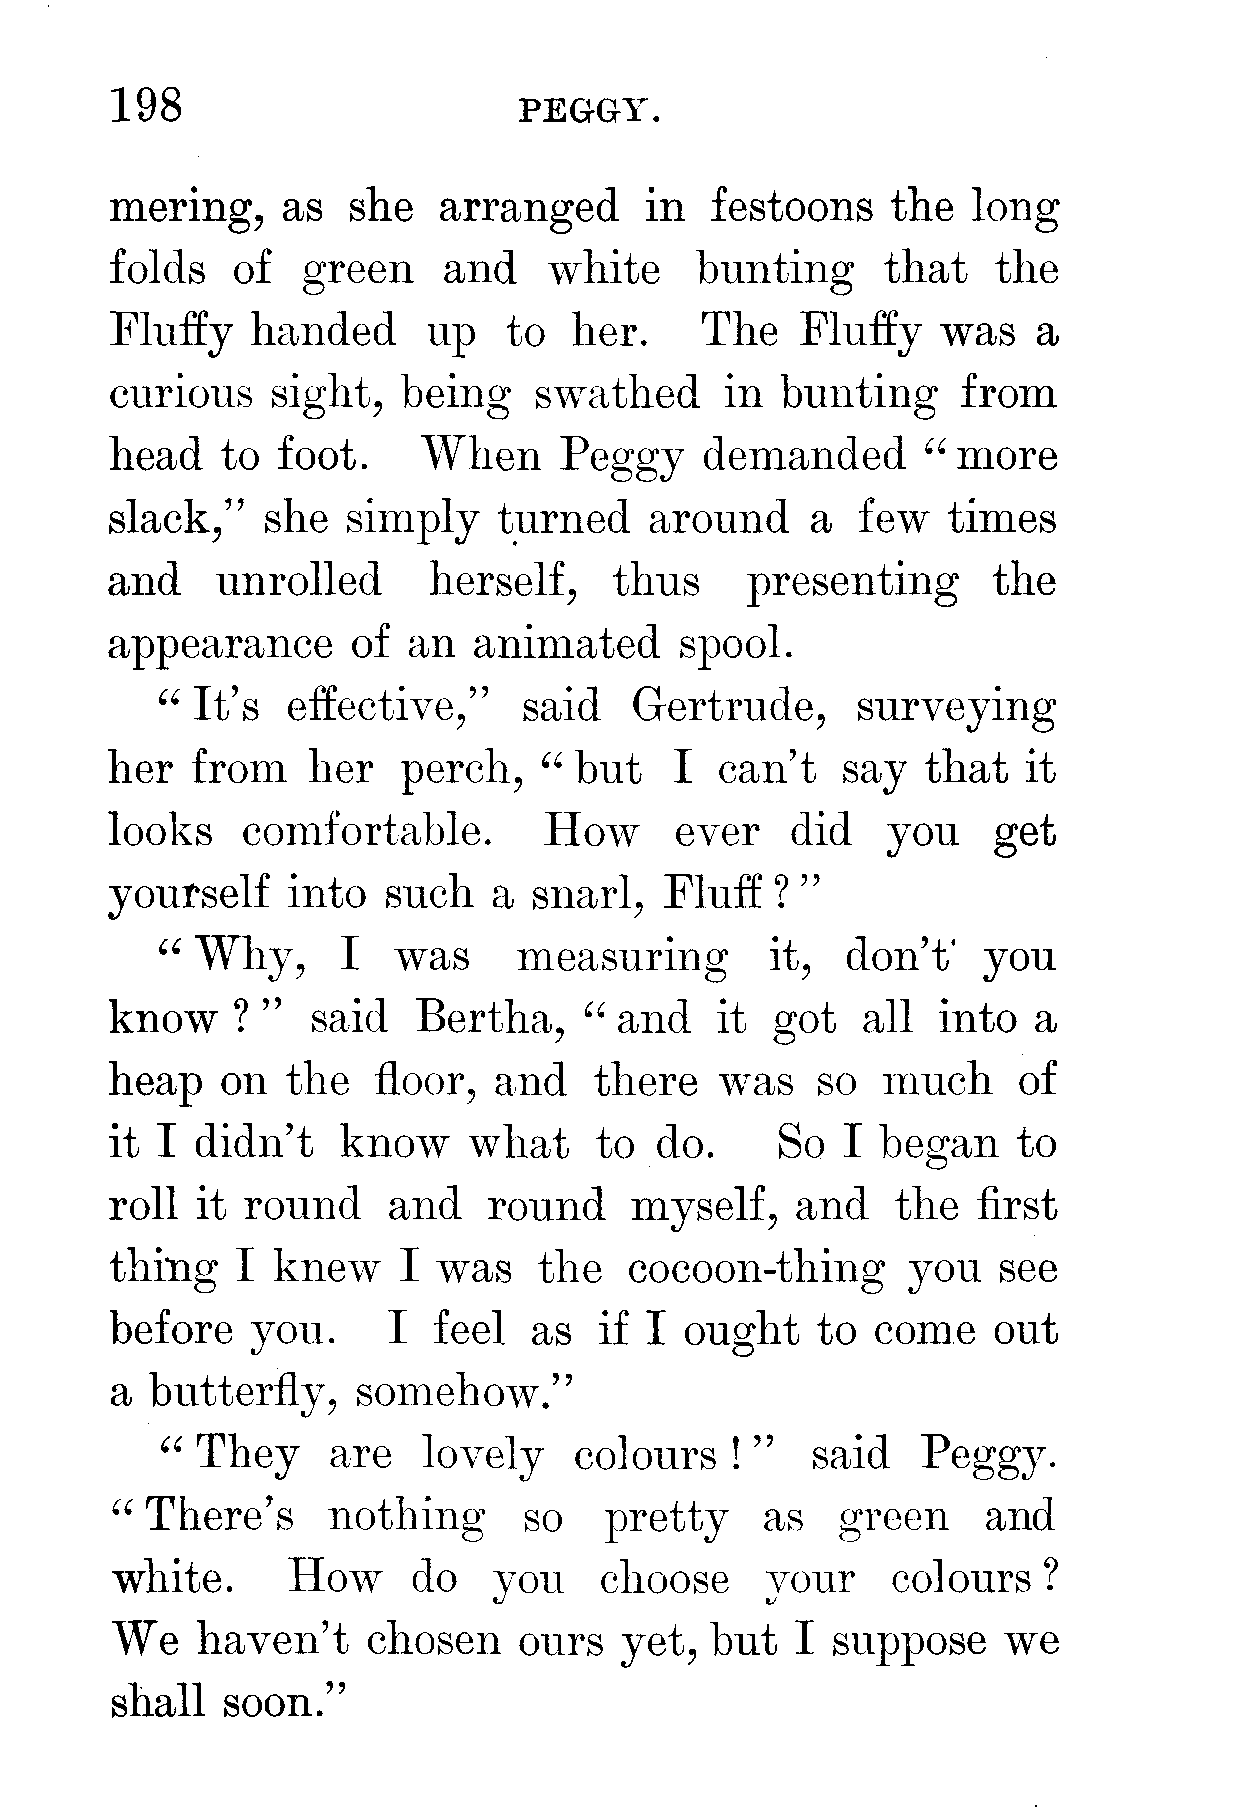 198 PEGGY.
mering, as she arranged in festoons the long
folds of green and white bunting that the
Fluffy handed up to her. The Fluffy was a
curious sight, being swathed in bunting from
head to foot. When Peggy demanded “ more
slack,” she simply turned around a few times
and unrolled herself, thus presenting the
appearance of an animated spool.
“ It’s effective,” said Gertrude, surveying
her from her perch, “ but I can’t say that it
looks comfortable. How ever did you get
yourself into such a snarl, Fluff ? ”
“ Why, I was measuring it, don’t you
know ? ” said Bertha, “ and it got all into a
heap on the floor, and there was so much of
it I didn’t know what to do. So I began to
roll it round and round myself, and the first
thing I knew I was the cocoon-thing you see
before you. I feel as if I ought to come out
a butterfly, somehow.”
“ They are lovely colours ! ” said Peggy.
“ There’s nothing so pretty as green and
white. How do you choose your colours ?
We haven’t chosen ours yet, but I suppose we
shall soon.”